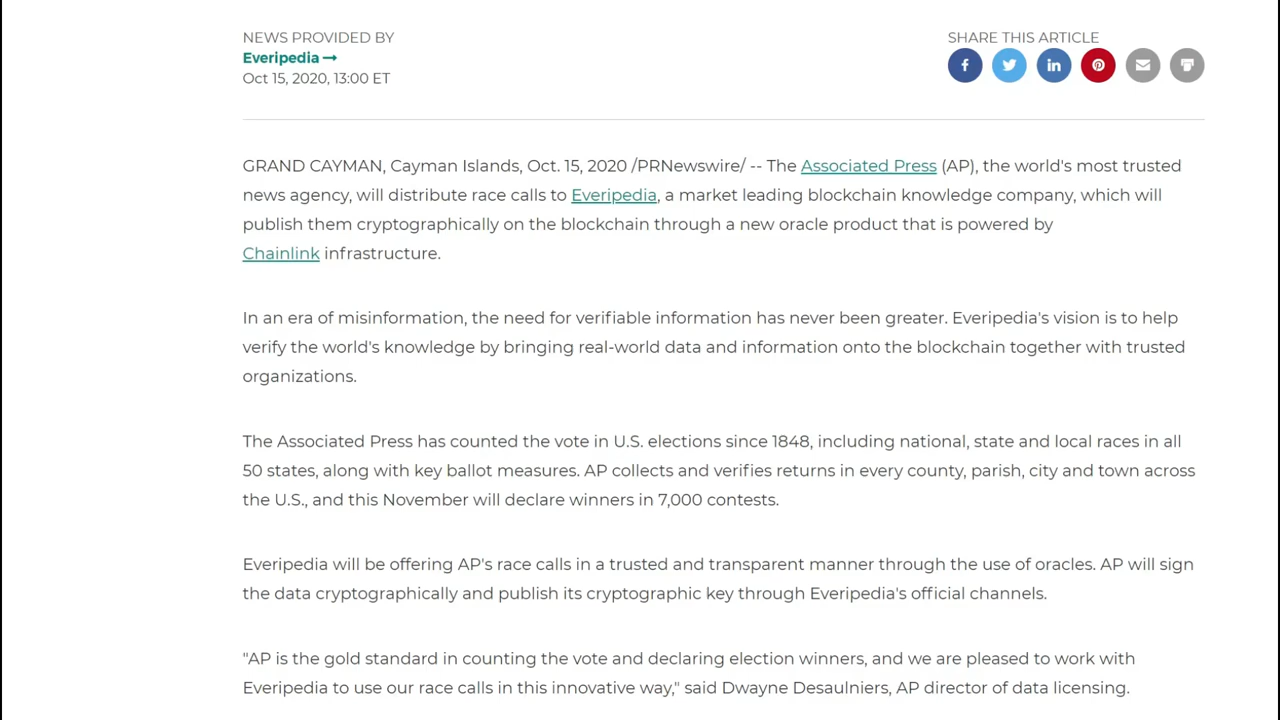 NEWS PROVIDED BY
Everipedia →
Oct 15, 2020, 13:00 ET
SHARE THIS ARTICLE
GRAND CAYMAN, Cayman Islands, Oct. 15, 2020 /PRNewswire/ -- The Associated Press (AP), the world's most trusted
news agency, will distribute race calls to Everipedia, a market leading blockchain knowledge company, which will
publish them cryptographically on the blockchain through a new oracle product that is powered by
Chainlink infrastructure.
In an era of misinformation, the need for verifiable information has never been greater. Everipedia's vision is to help
verify the world's knowledge by bringing real-world data and information onto the blockchain together with trusted
organizations.
The Associated Press has counted the vote in U.S. elections since 1848, including national, state and local races in all
50 states, along with key ballot measures. AP collects and verifies returns in every county, parish, city and town across
the U.S., and this November will declare winners in 7,000 contests.
Everipedia will be offering AP's race calls in a trusted and transparent manner through the use of oracles. AP will sign
the data cryptographically and publish its cryptographic key through Everipedia's official channels.
"AP is the gold standard in counting the vote and declaring election winners, and we are pleased to work with
Everipedia to use our race calls in this innovative way," said Dwayne Desaulniers, AP director of data licensing.